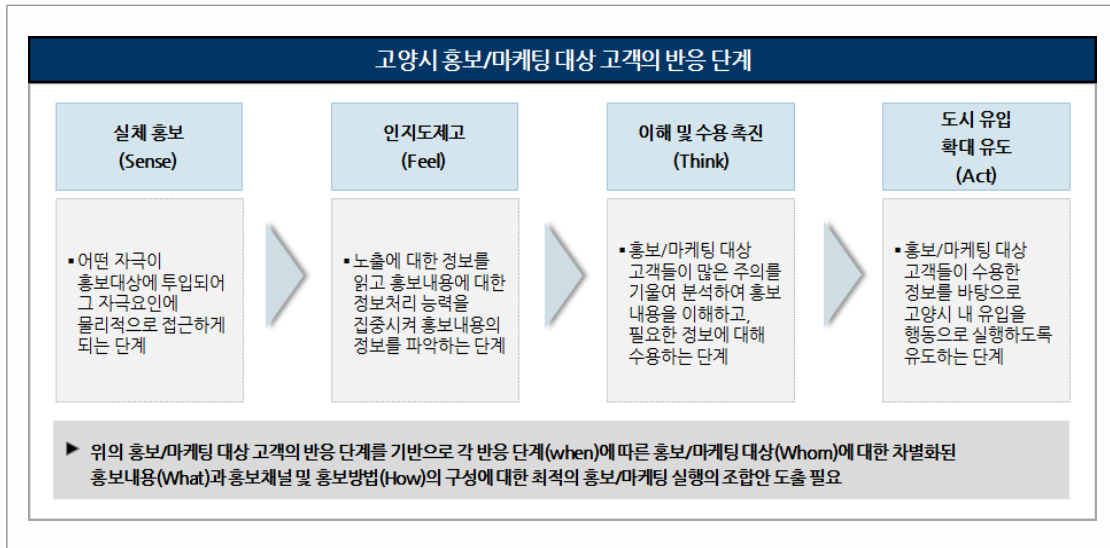 고양시 홍보/마케팅 대상 고객의 반응 단계
실체 홍보
(Sense)
▪ 어떤 자극이
홍보대상에 투입되어
그 자극요인에
물리적으로 접근하게
되는 단계
인지도제고
(Feel)
▪ 노출에 대한 정보를
읽고 홍보내용에 대한
정보처리 능력을
집중시켜 홍보내용의
정보를 파악하는 단계
이해 및 수용 촉진
(Think)
▪ 홍보/마케팅 대상
고객들이 많은 주의를
기울여 분석하여 홍보
내용을 이해하고,
필요한 정보에 대해
수용하는 단계
도시 유입
확대 유도
(Act)
▪ 홍보/마케팅 대상
고객들이 수용한
정보를 바탕으로
고양시 내 유입을
행동으로 실행하도록
유도하는 단계
▶ 위의 홍보/마케팅 대상 고객의 반응 단계를 기반으로 각 반응 단계(when)에 따른 홍보/마케팅 대상(Whom)에 대한 차별화된
홍보내용(What)과 홍보채널 및 홍보방법(How)의 구성에 대한 최적의 홍보/마케팅 실행의 조합안 도출 필요